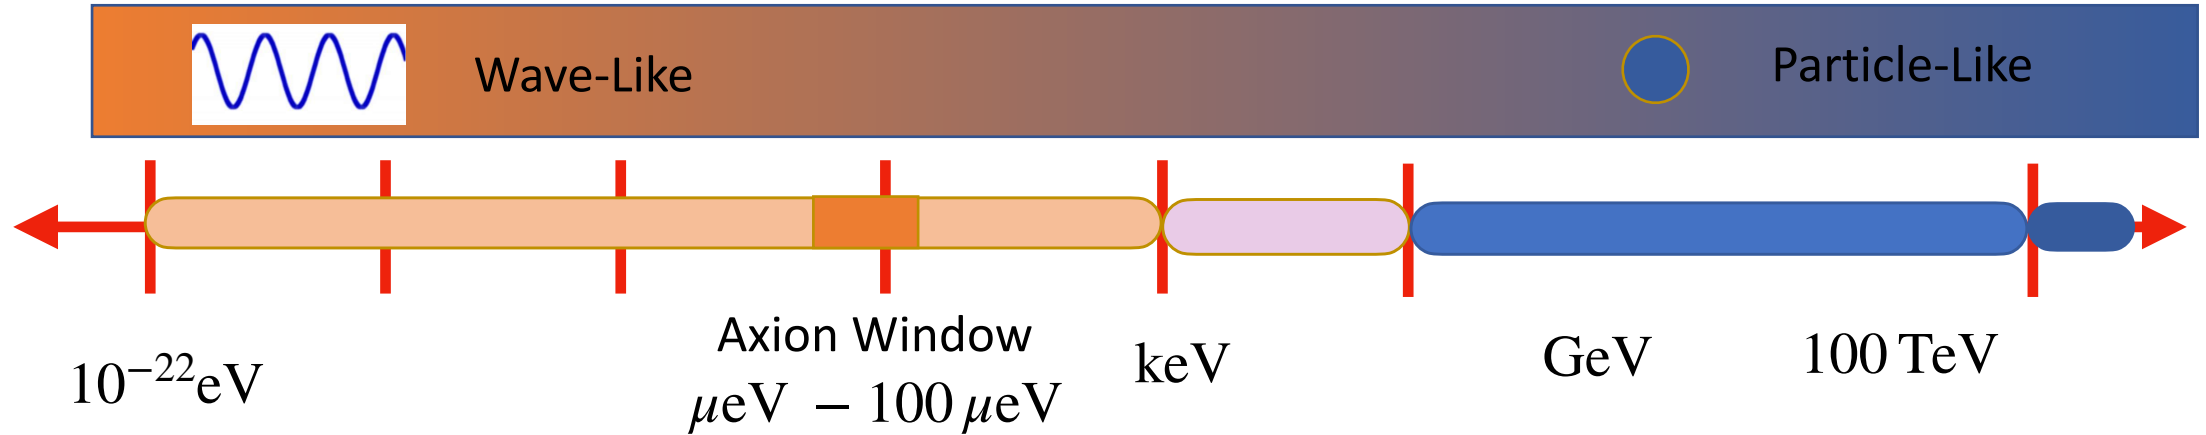 Wave-Like
Particle-Like
Axion Window
10⁻²²eV
μeV – 100 μeV
keV
GeV
100 TeV